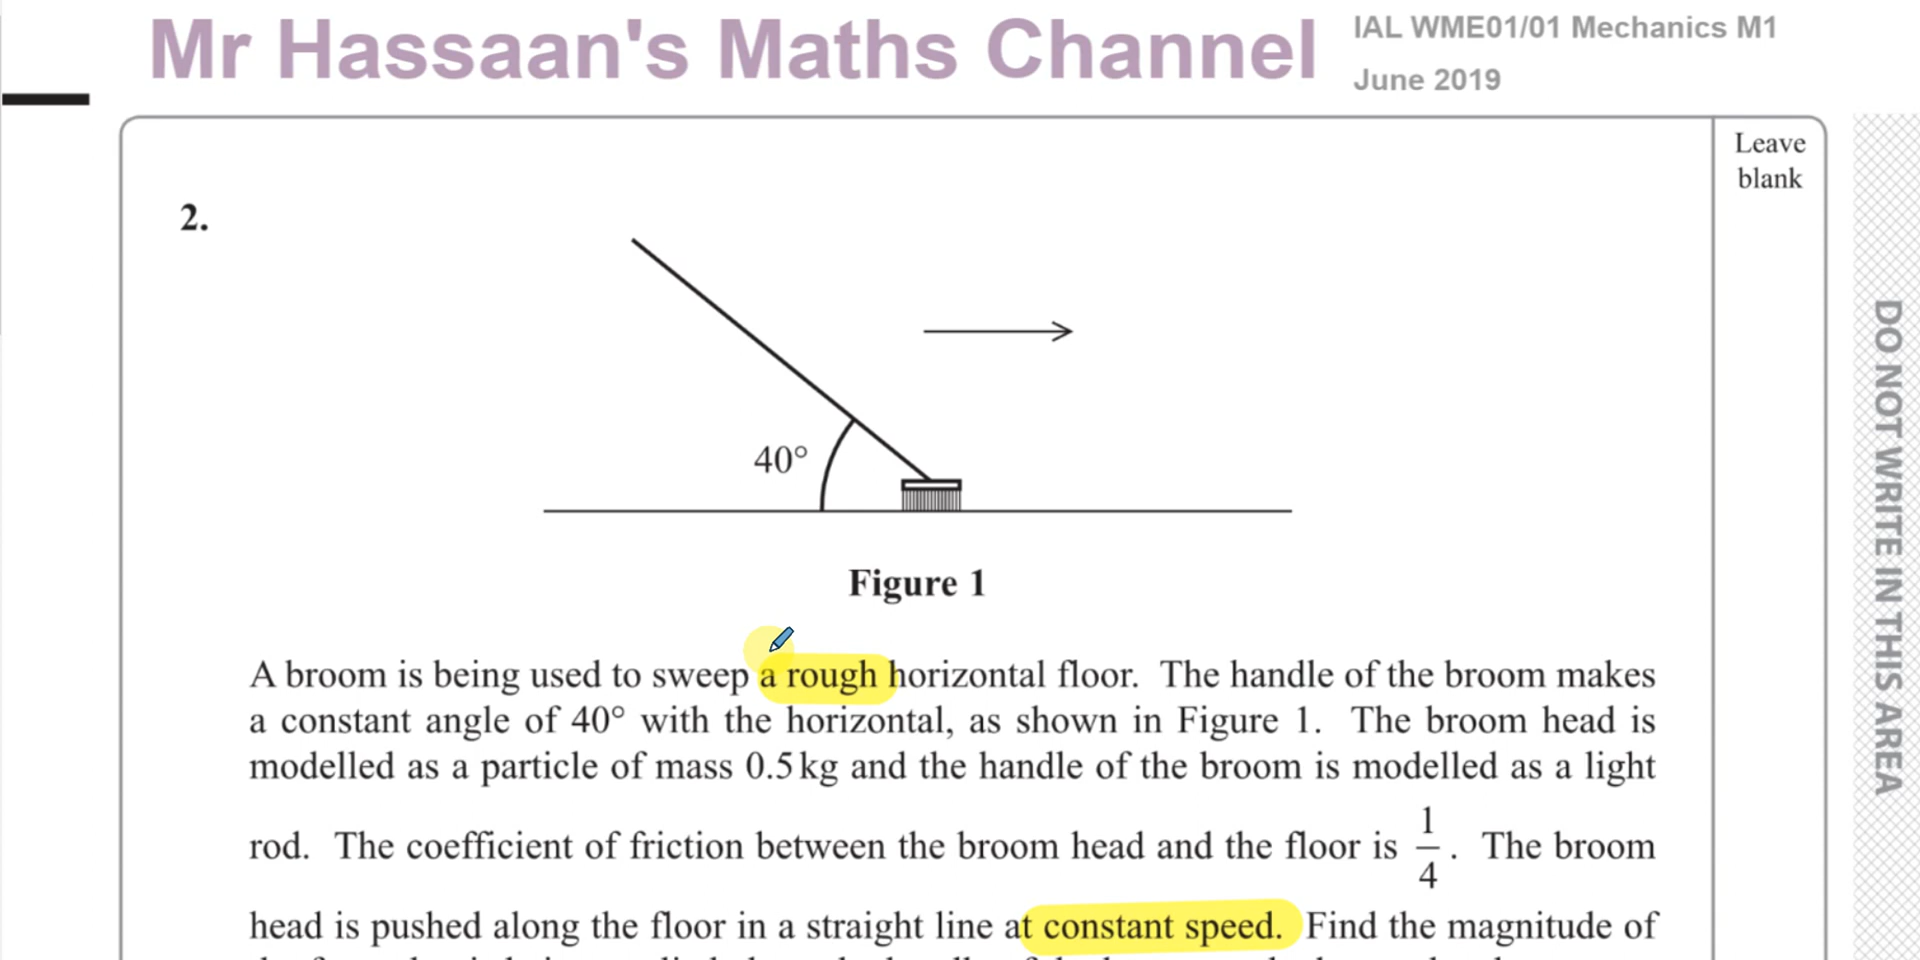 Mr Hassaan's Maths Channel
IAL WME01/01 Mechanics M1
June 2019
Leave
blank
2.
40°
Figure 1
A broom is being used to sweep a rough horizontal floor. The handle of the broom makes
a constant angle of 40° with the horizontal, as shown in Figure 1. The broom head is
modelled as a particle of mass 0.5 kg and the handle of the broom is modelled as a light
rod. The coefficient of friction between the broom head and the floor is 1/4. The broom
head is pushed along the floor in a straight line at constant speed. Find the magnitude of
DO NOT WRITE IN THIS AREA